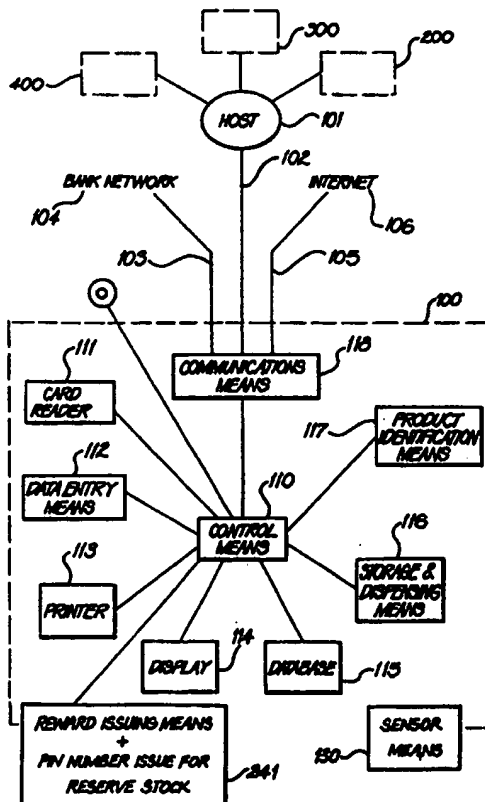 300
400
200
HOST
101
102
BANK NETWORK
104
INTERNET
106
103
105
100
118
COMMUNICATIONS
MEANS
111
CARD
READER
117
PRODUCT
IDENTIFICATION
MEANS
112
DATA ENTRY
MEANS
110
CONTROL
MEANS
116
STORAGE &
DISPENSING
MEANS
113
PRINTER
DISPLAY
114
DATABASE
115
REWARD ISSUING MEANS
+
PIN NUMBER ISSUE FOR
RESERVE STOCK
341
SENSOR
MEANS
130